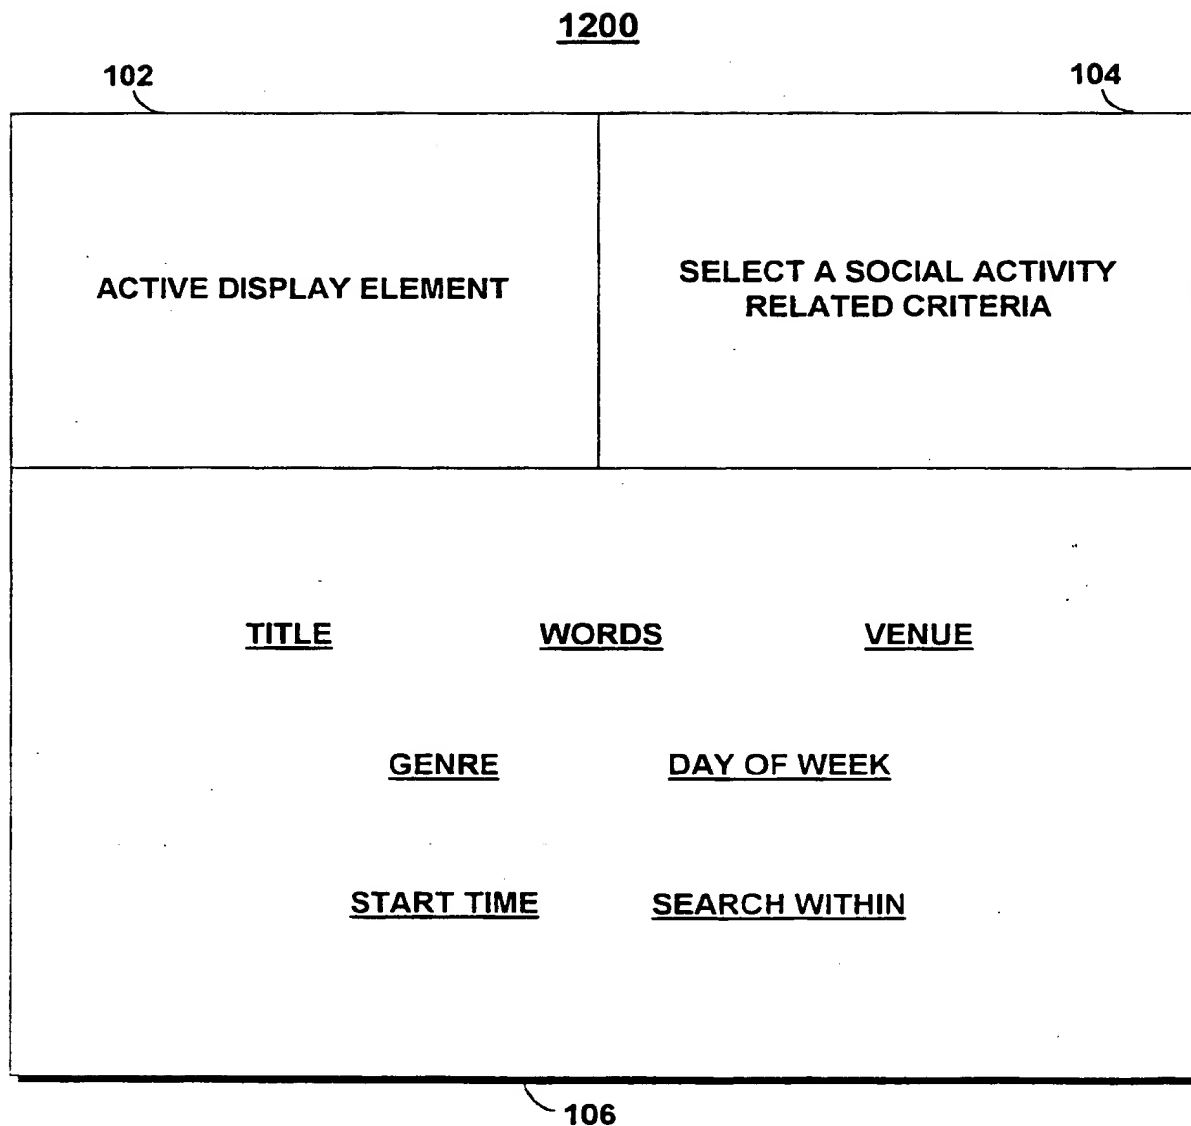 1200
102 104
ACTIVE DISPLAY ELEMENT
SELECT A SOCIAL ACTIVITY
RELATED CRITERIA
TITLE WORDS VENUE
GENRE DAY OF WEEK
START TIME SEARCH WITHIN
106